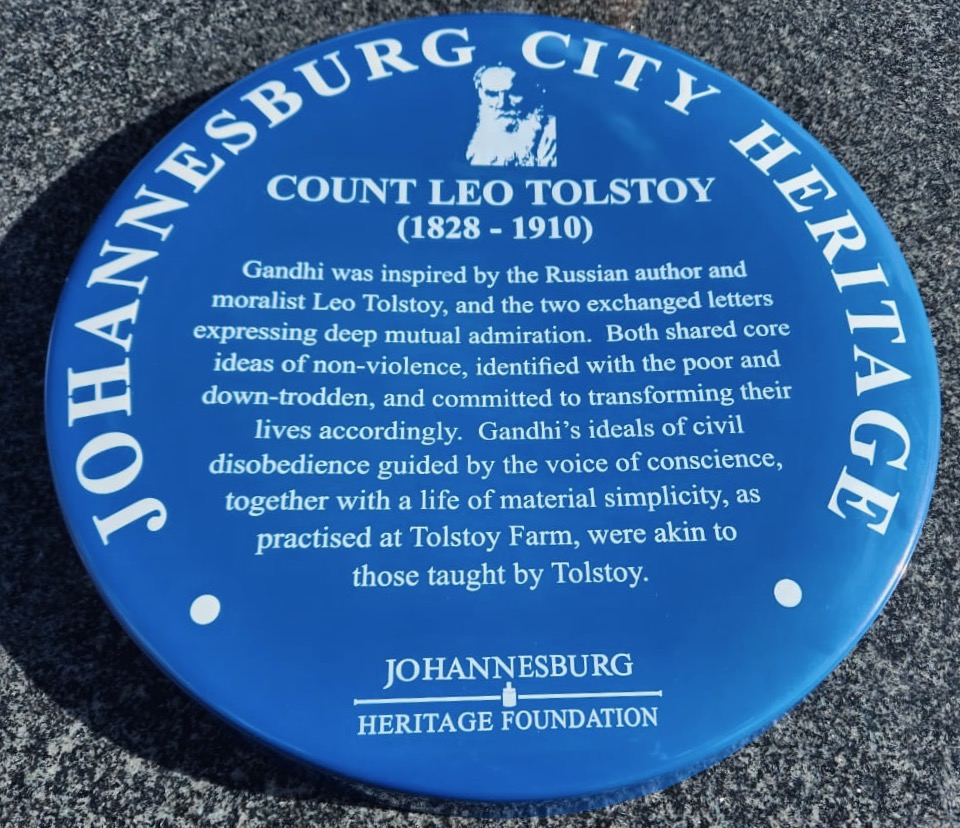 JOHANNESBURG CITY HERITAGE
COUNT LEO TOLSTOY
(1828 - 1910)
Gandhi was inspired by the Russian author and
moralist Leo Tolstoy, and the two exchanged letters
expressing deep mutual admiration. Both shared core
ideas of non-violence, identified with the poor and
down-trodden, and committed to transforming their
lives accordingly. Gandhi's ideals of civil
disobedience guided by the voice of conscience,
together with a life of material simplicity, as
practised at Tolstoy Farm, were akin to
those taught by Tolstoy.
JOHANNESBURG
HERITAGE FOUNDATION